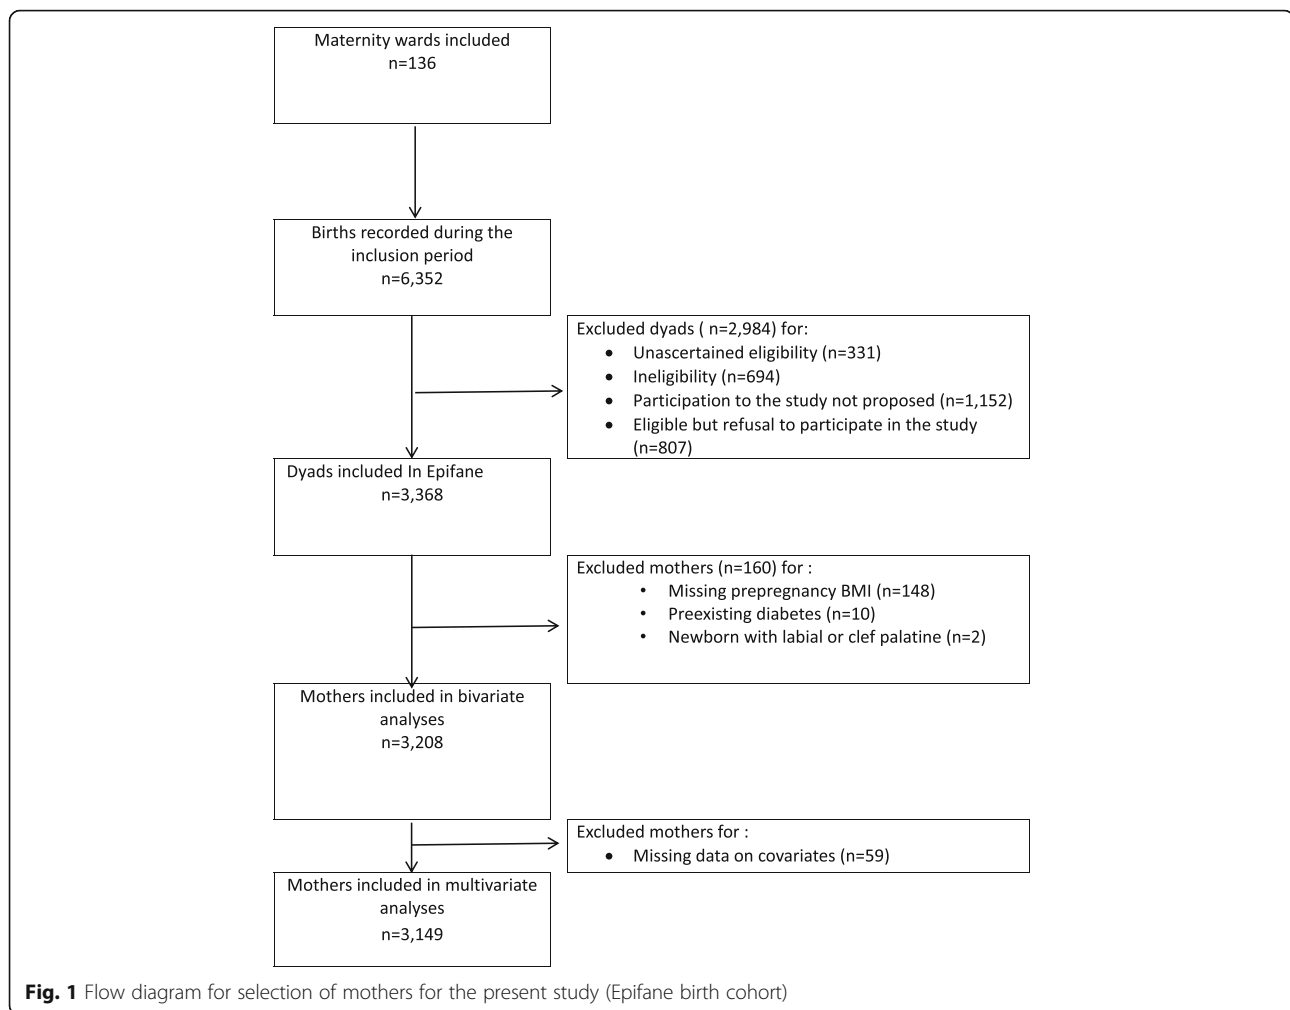 Maternity wards included
n=136
Births recorded during the
inclusion period
n=6,352
Excluded dyads ( n=2,984) for:
• Unascertained eligibility (n=331)
• Ineligibility (n=694)
• Participation to the study not proposed (n=1,152)
• Eligible but refusal to participate in the study
(n=807)
Dyads included In Epifane
n=3,368
Excluded mothers (n=160) for :
• Missing prepregnancy BMI (n=148)
• Preexisting diabetes (n=10)
• Newborn with labial or clef palatine (n=2)
Mothers included in bivariate
analyses
n=3,208
Excluded mothers for :
• Missing data on covariates (n=59)
Mothers included in multivariate
analyses
n=3,149
Fig. 1 Flow diagram for selection of mothers for the present study (Epifane birth cohort)